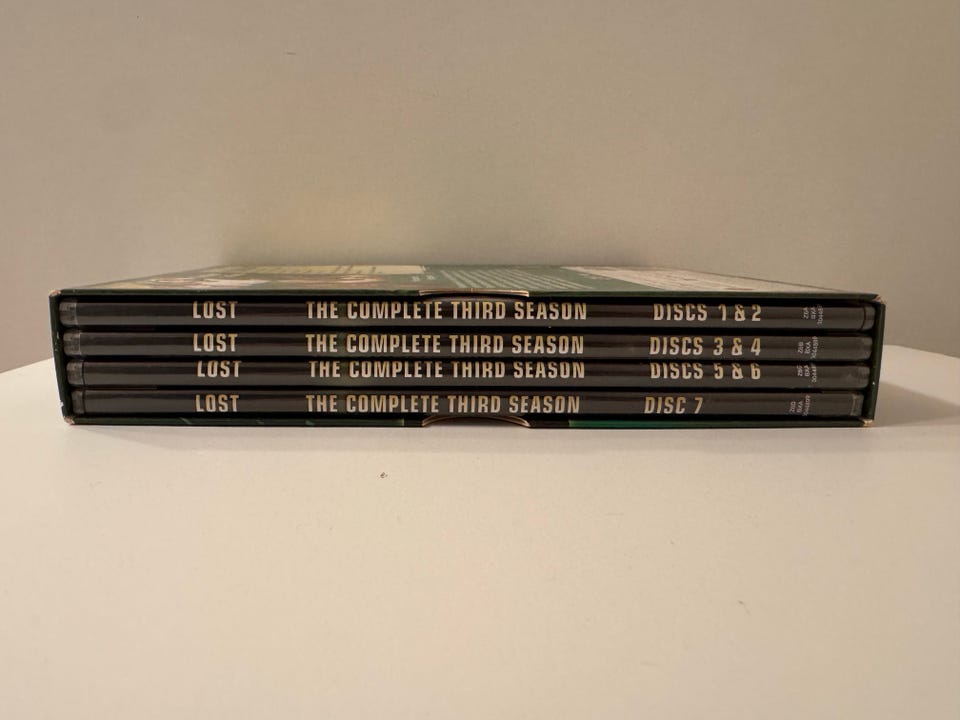 LOST THE COMPLETE THIRD SEASON DISCS 1 & 2
LOST THE COMPLETE THIRD SEASON DISCS 3 & 4
LOST THE COMPLETE THIRD SEASON DISCS 5 & 6
LOST THE COMPLETE THIRD SEASON DISC 7